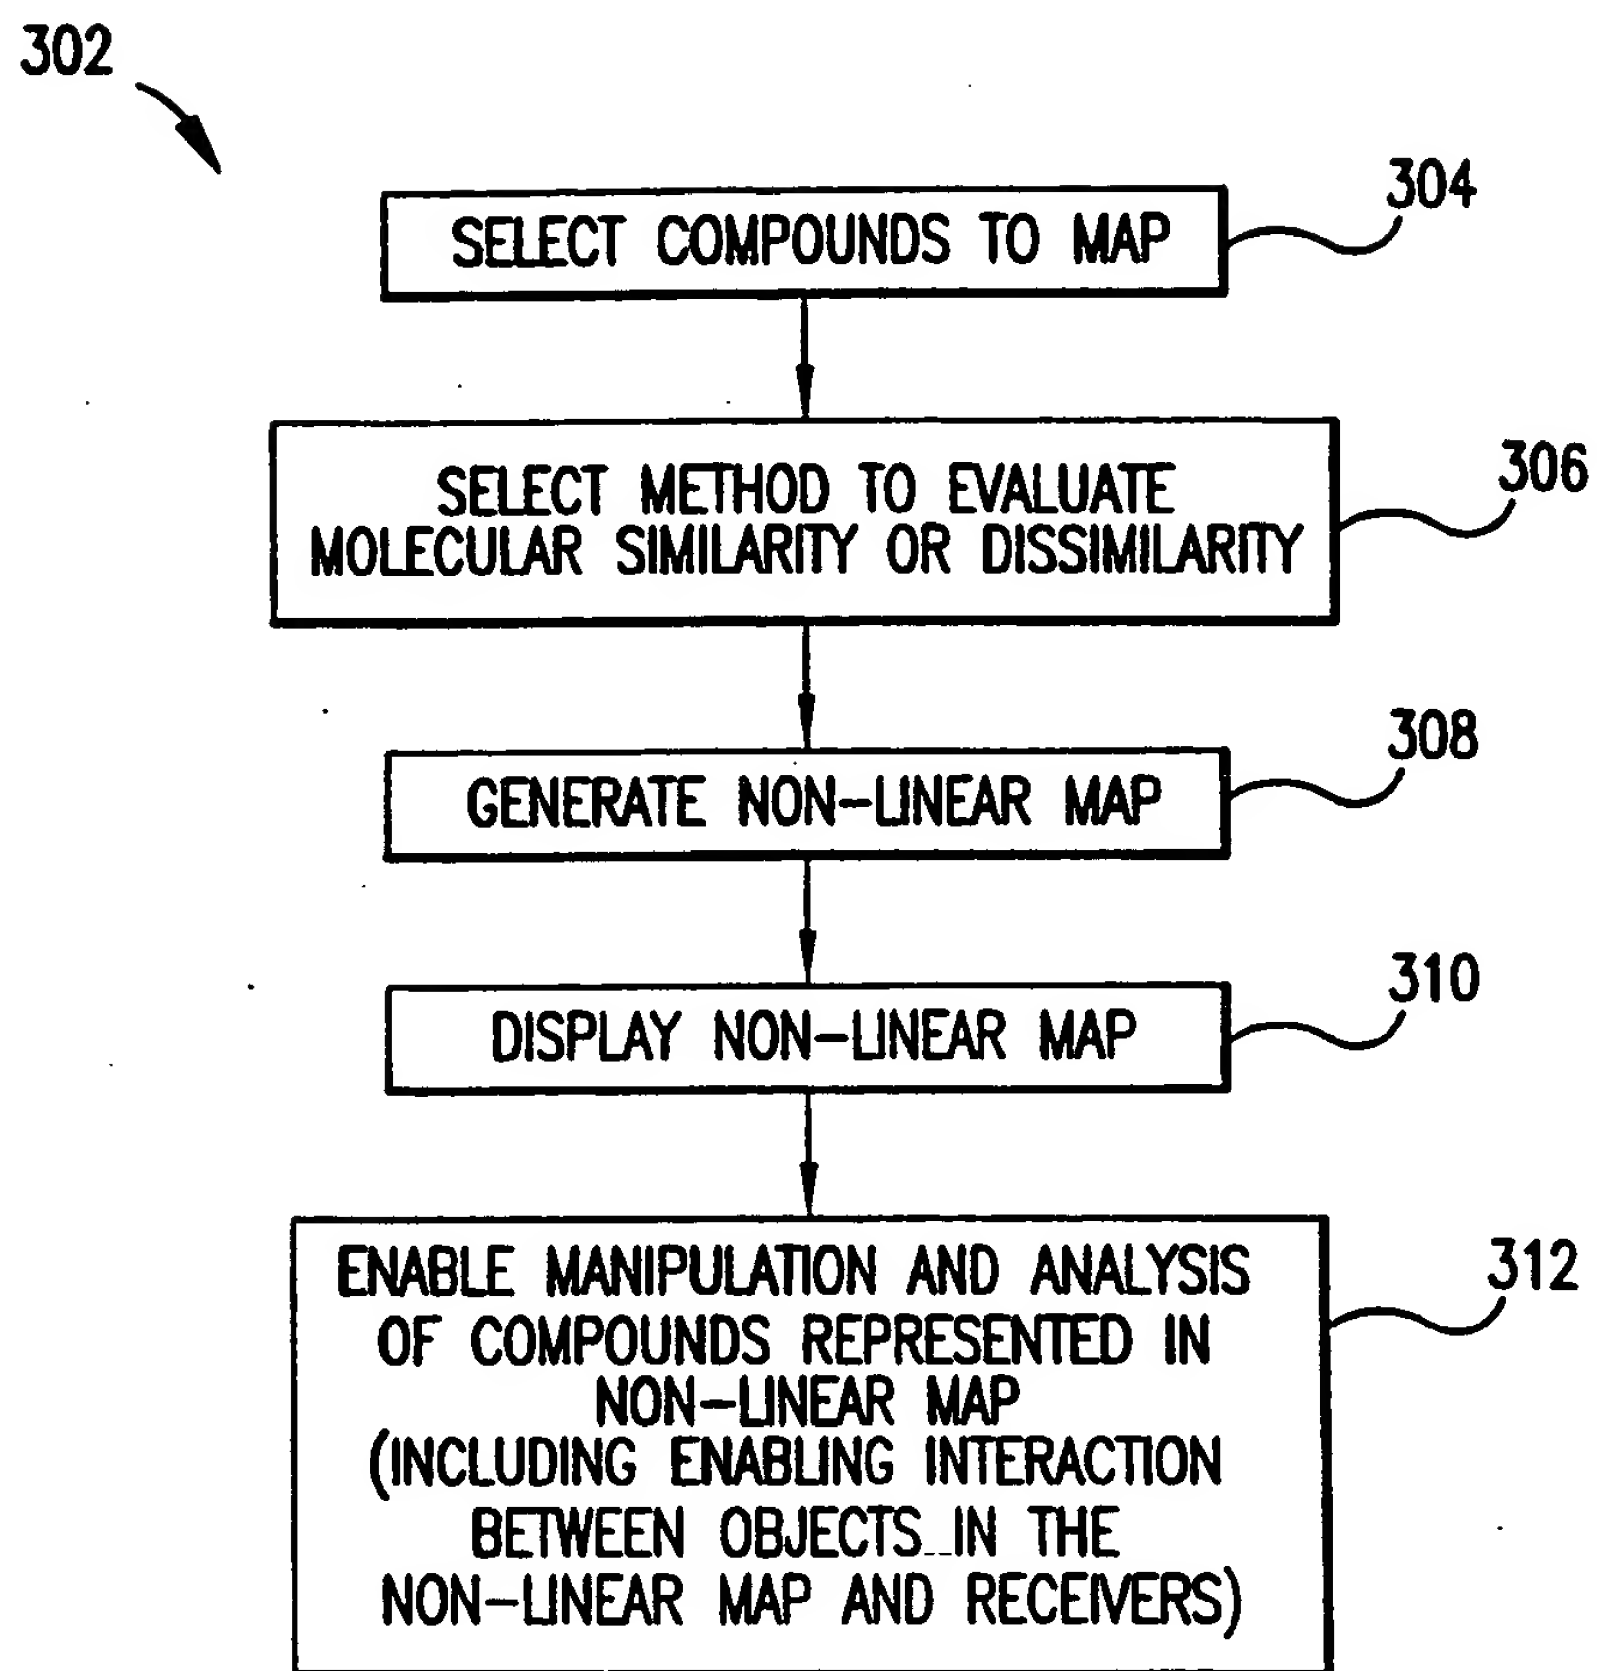 302
304
SELECT COMPOUNDS TO MAP
306
SELECT METHOD TO EVALUATE
MOLECULAR SIMILARITY OR DISSIMILARITY
308
GENERATE NON-LINEAR MAP
310
DISPLAY NON-LINEAR MAP
312
ENABLE MANIPULATION AND ANALYSIS
OF COMPOUNDS REPRESENTED IN
NON-LINEAR MAP
(INCLUDING ENABLING INTERACTION
BETWEEN OBJECTS IN THE
NON-LINEAR MAP AND RECEIVERS)